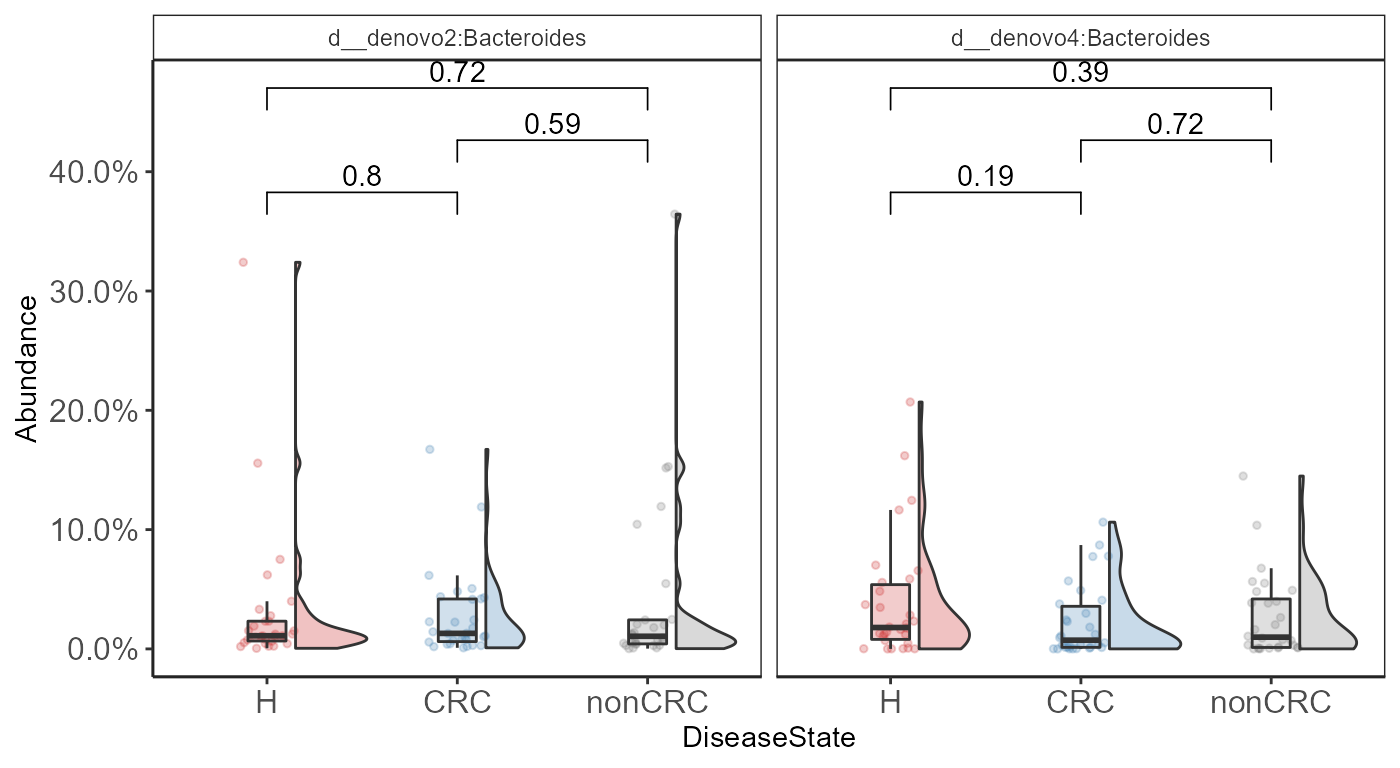 d__denovo2:Bacteroides
d__denovo4:Bacteroides
0.72
0.59
0.8
0.39
0.72
0.19
40.0%
30.0%
20.0%
10.0%
0.0%
Abundance
H
CRC
nonCRC
H
CRC
nonCRC
DiseaseState